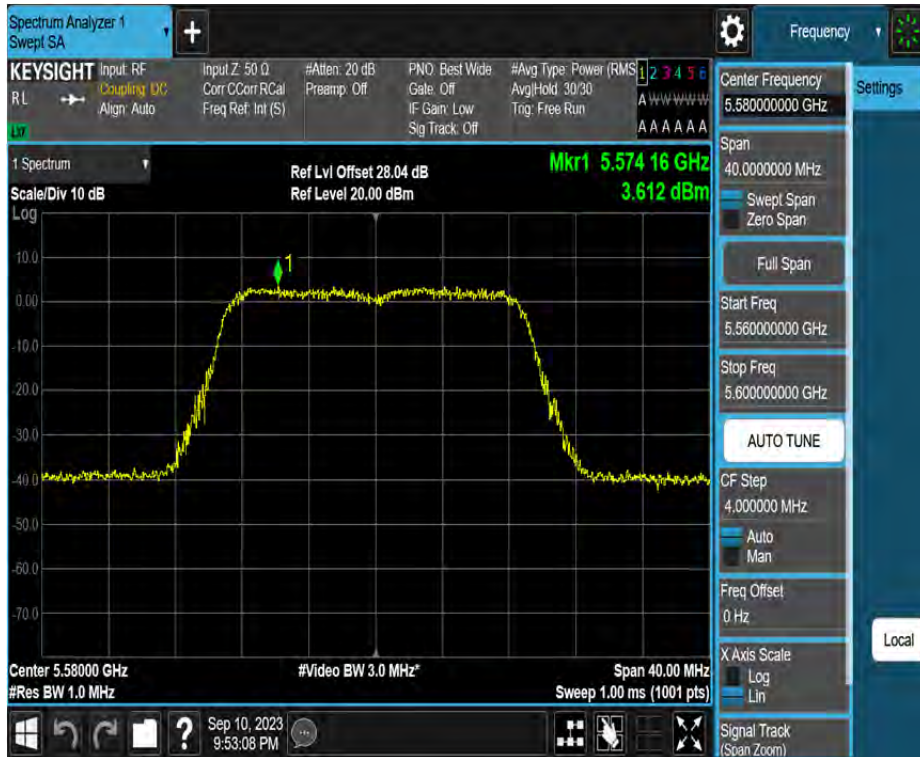 Spectrum Analyzer 1
Swept SA
Frequency
Settings
KEYSIGHT
RL
Input: RF
Coupling: DC
Align: Auto
Input Z: 50 Ω
Corr CCorr RCal
Freq Ref: Int (S)
#Atten: 20 dB
Preamp: Off
PNO: Best Wide
Gate: Off
IF Gain: Low
Sig Track: Off
#Avg Type: Power (RMS
Avg|Hold: 30/30
Trig: Free Run
1 2 3 4 5 6
A W W W W W
A A A A A A
1 Spectrum
Scale/Div 10 dB
Log
Ref Lvl Offset 28.04 dB
Ref Level 20.00 dBm
Mkr1 5.574 16 GHz
3.612 dBm
1
10.0
0.00
-10.0
-20.0
-30.0
-40.0
-50.0
-60.0
-70.0
Center 5.58000 GHz
#Res BW 1.0 MHz
#Video BW 3.0 MHz*
Span 40.00 MHz
Sweep 1.00 ms (1001 pts)
Center Frequency
5.580000000 GHz
Span
40.0000000 MHz
Swept Span
Zero Span
Full Span
Start Freq
5.560000000 GHz
Stop Freq
5.600000000 GHz
AUTO TUNE
CF Step
4.000000 MHz
Auto
Man
Freq Offset
0 Hz
X Axis Scale
Log
Lin
Signal Track
(Span Zoom)
Local
?
Sep 10, 2023
9:53:08 PM